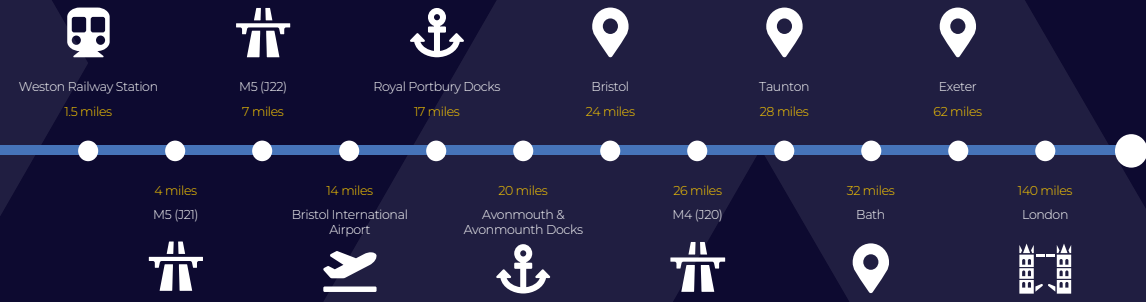 Weston Railway Station
1.5 miles
M5 (J22)
7 miles
Royal Portbury Docks
17 miles
Bristol
24 miles
Taunton
28 miles
Exeter
62 miles
4 miles
M5 (J21)
14 miles
Bristol International
Airport
20 miles
Avonmouth &
Avonmounth Docks
26 miles
M4 (J20)
32 miles
Bath
140 miles
London